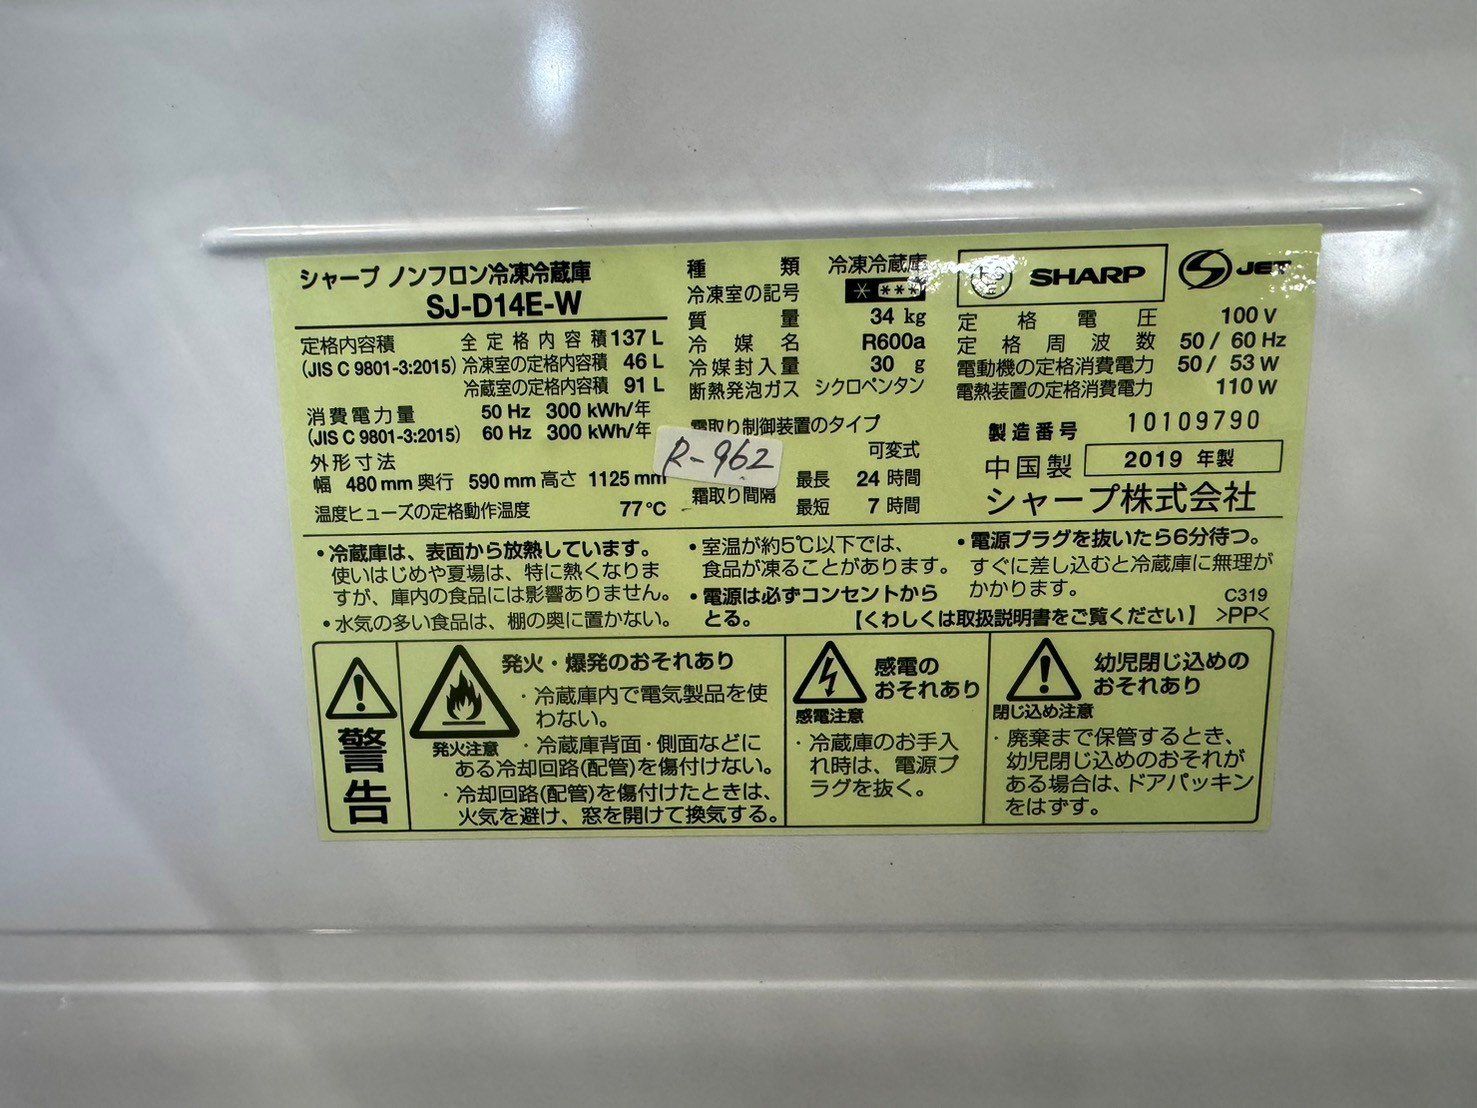 シャープ ノンフロン冷凍冷蔵庫
SJ-D14E-W
定格内容積 全定格内容積 137 L
(JIS C 9801-3:2015) 冷凍室の定格内容積 46 L
冷蔵室の定格内容積 91 L
消費電力量 50 Hz 300 kWh/年
(JIS C 9801-3:2015) 60 Hz 300 kWh/年
外形寸法
幅 480 mm 奥行 590 mm 高さ 1125 mm
温度ヒューズの定格動作温度 77℃
種類 冷凍冷蔵庫
冷凍室の記号 * ***
質量 34 kg
冷媒名 R600a
冷媒封入量 30 g
断熱発泡ガス シクロペンタン
霜取り制御装置のタイプ
可変式
R-962
最長 24 時間
霜取り間隔
最短 7 時間
SHARP
JET
定格電圧 100 V
定格周波数 50 / 60 Hz
電動機の定格消費電力 50 / 53 W
電熱装置の定格消費電力 110 W
製造番号 10109790
中国製 2019 年製
シャープ株式会社
・冷蔵庫は、表面から放熱しています。
使いはじめや夏場は、特に熱くなりま
すが、庫内の食品には影響ありません。
・水気の多い食品は、棚の奥に置かない。
・室温が約5℃以下では、
食品が凍ることがあります。
・電源は必ずコンセントから
とる。
・電源プラグを抜いたら6分待つ。
すぐに差し込むと冷蔵庫に無理が
かかります。
C319
【くわしくは取扱説明書をご覧ください】 >PP<
警告
発火・爆発のおそれあり
発火注意
・冷蔵庫内で電気製品を使
わない。
・冷蔵庫背面・側面などに
ある冷却回路(配管)を傷付けない。
・冷却回路(配管)を傷付けたときは、
火気を避け、窓を開けて換気する。
感電の
おそれあり
感電注意
・冷蔵庫のお手入
れ時は、電源プ
ラグを抜く。
幼児閉じ込めの
おそれあり
閉じ込め注意
・廃棄まで保管するとき、
幼児閉じ込めのおそれが
ある場合は、ドアパッキン
をはずす。